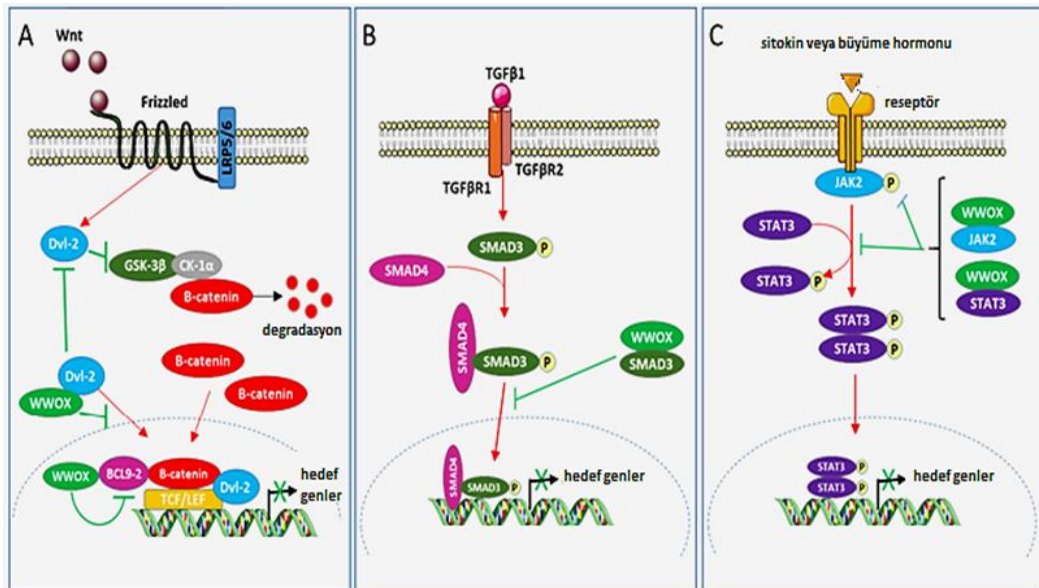 A
Wnt
Frizzled
LRP5/6
Dvl-2
GSK-3β
CK-1α
B-catenin
degradasyon
B-catenin
B-catenin
Dvl-2
WWOX
WWOX
BCL9-2
B-catenin
Dvl-2
TCF/LEF
hedef
genler
B
TGFβ1
TGFβR1
TGFβR2
SMAD3
P
SMAD4
SMAD4
SMAD3
P
WWOX
SMAD3
SMAD4
SMAD3
P
hedef genler
C
sitokin veya büyüme hormonu
reseptör
JAK2
P
STAT3
STAT3
P
WWOX
JAK2
WWOX
STAT3
STAT3
P
STAT3
P
STAT3
P
STAT3
P
hedef genler